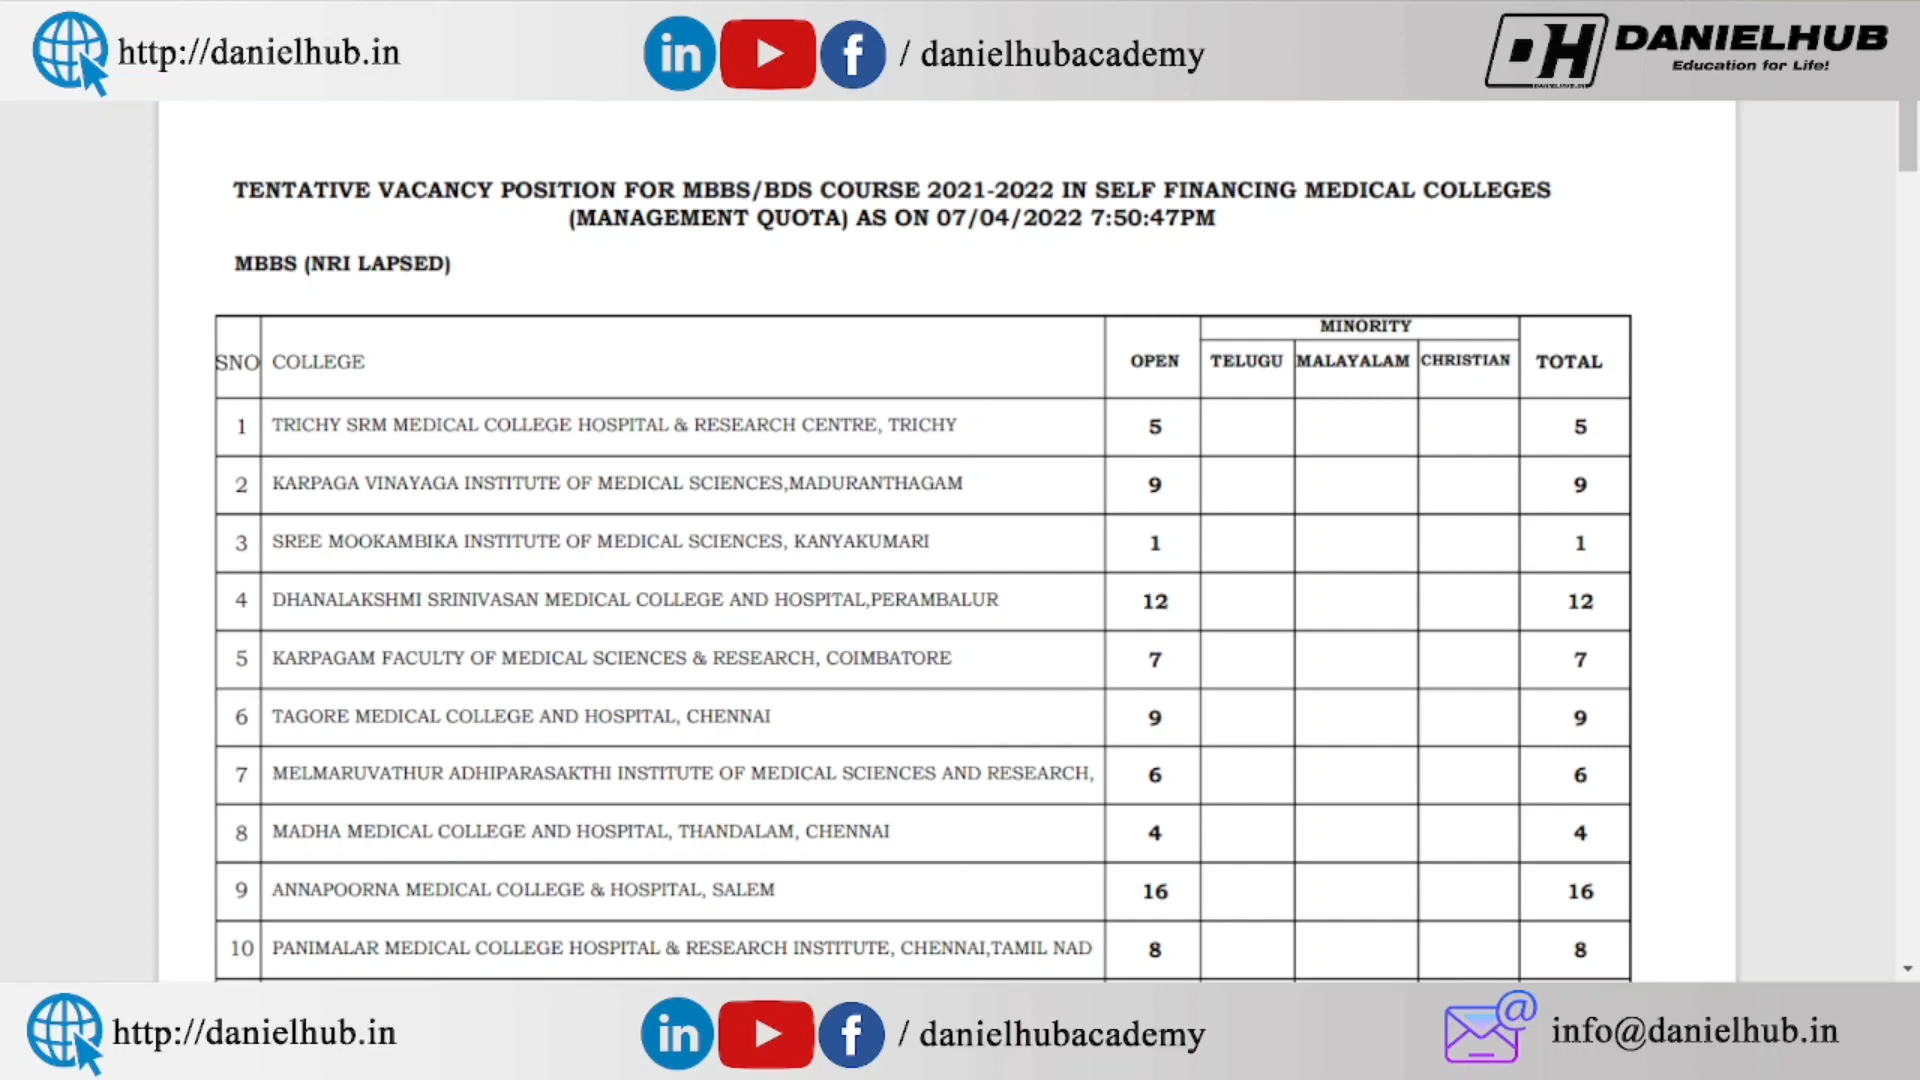 http://danielhub.in
in f / danielhubacademy
DH DANIELHUB
Education for Life!
DANIELHUB.IN
TENTATIVE VACANCY POSITION FOR MBBS/BDS COURSE 2021-2022 IN SELF FINANCING MEDICAL COLLEGES
(MANAGEMENT QUOTA) AS ON 07/04/2022 7:50:47PM
MBBS (NRI LAPSED)
MINORITY
SNO COLLEGE OPEN TELUGU MALAYALAM CHRISTIAN TOTAL
1 TRICHY SRM MEDICAL COLLEGE HOSPITAL & RESEARCH CENTRE, TRICHY 5 5
2 KARPAGA VINAYAGA INSTITUTE OF MEDICAL SCIENCES,MADURANTHAGAM 9 9
3 SREE MOOKAMBIKA INSTITUTE OF MEDICAL SCIENCES, KANYAKUMARI 1 1
4 DHANALAKSHMI SRINIVASAN MEDICAL COLLEGE AND HOSPITAL,PERAMBALUR 12 12
5 KARPAGAM FACULTY OF MEDICAL SCIENCES & RESEARCH, COIMBATORE 7 7
6 TAGORE MEDICAL COLLEGE AND HOSPITAL, CHENNAI 9 9
7 MELMARUVATHUR ADHIPARASAKTHI INSTITUTE OF MEDICAL SCIENCES AND RESEARCH, 6 6
8 MADHA MEDICAL COLLEGE AND HOSPITAL, THANDALAM, CHENNAI 4 4
9 ANNAPOORNA MEDICAL COLLEGE & HOSPITAL, SALEM 16 16
10 PANIMALAR MEDICAL COLLEGE HOSPITAL & RESEARCH INSTITUTE, CHENNAI,TAMIL NAD 8 8
http://danielhub.in
in f / danielhubacademy
@ info@danielhub.in